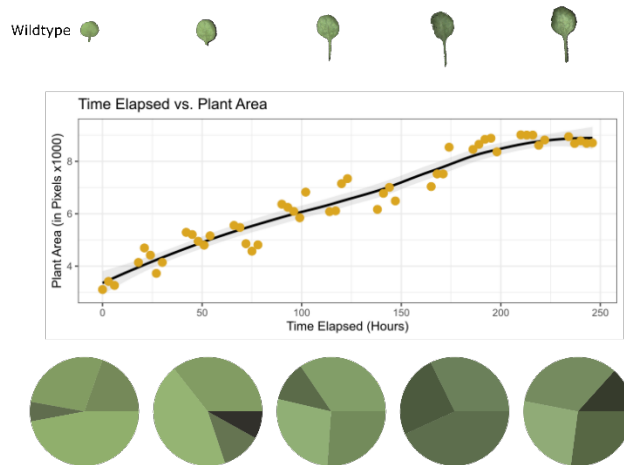 Wildtype
Time Elapsed vs. Plant Area
Plant Area (in Pixels x1000)
8
6
4
0
50
100
150
200
250
Time Elapsed (Hours)